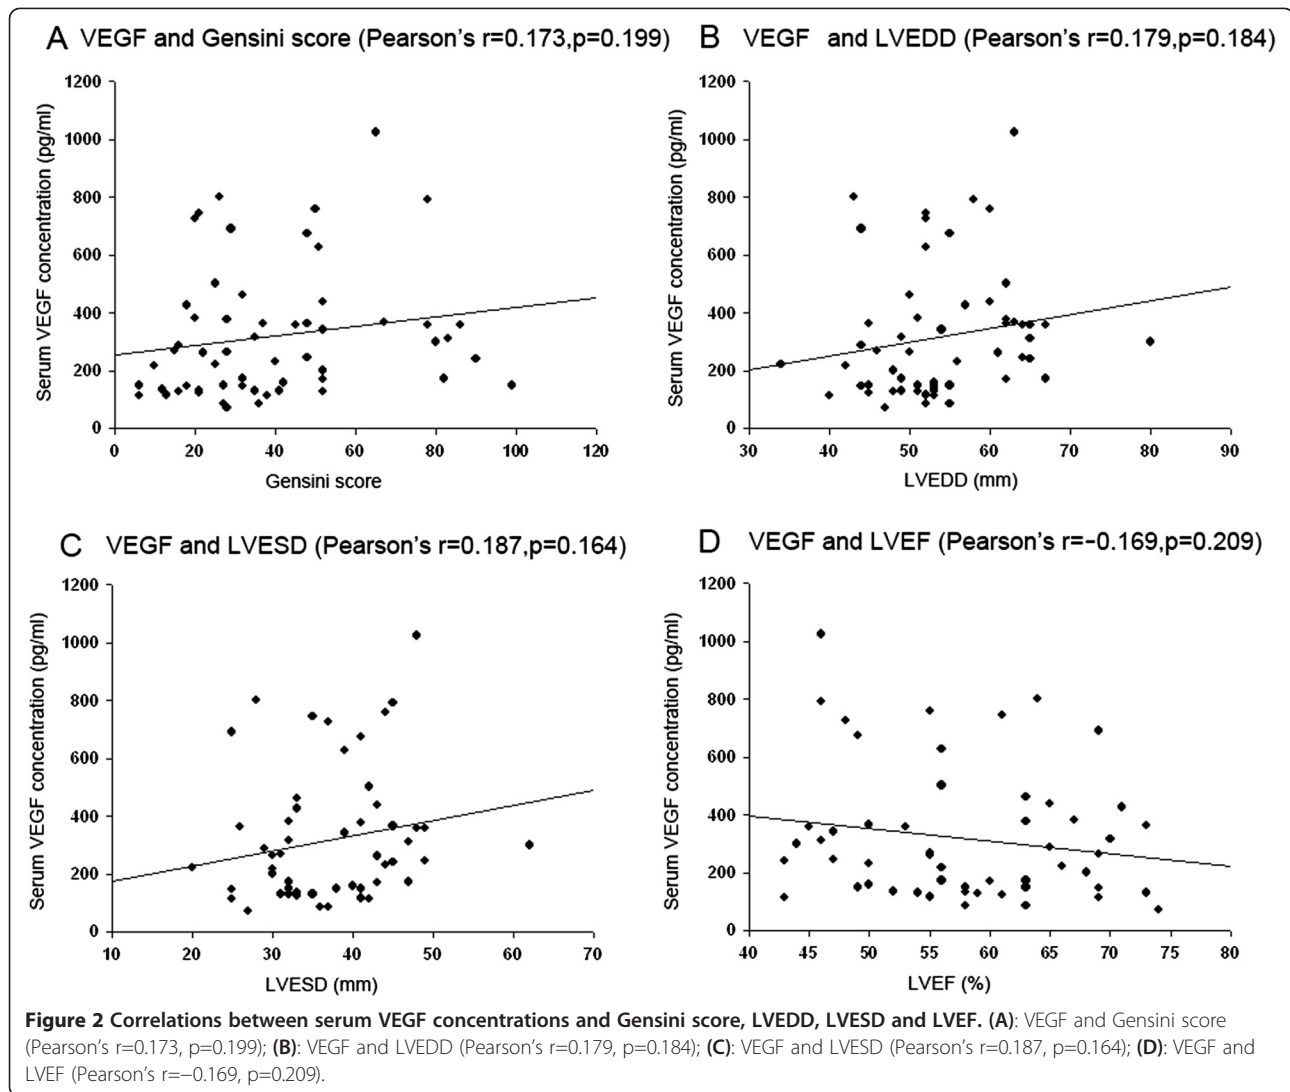 A VEGF and Gensini score (Pearson's r=0.173,p=0.199)
1200
1000
800
600
400
200
0
Serum VEGF concentration (pg/ml)
0 20 40 60 80 100 120
Gensini score
B VEGF and LVEDD (Pearson's r=0.179,p=0.184)
1200
1000
800
600
400
200
0
Serum VEGF concentration (pg/ml)
30 40 50 60 70 80 90
LVEDD (mm)
C VEGF and LVESD (Pearson's r=0.187,p=0.164)
1200
1000
800
600
400
200
0
Serum VEGF concentration (pg/ml)
10 20 30 40 50 60 70
LVESD (mm)
D VEGF and LVEF (Pearson's r=−0.169,p=0.209)
1200
1000
800
600
400
200
0
Serum VEGF concentration (pg/ml)
40 45 50 55 60 65 70 75 80
LVEF (%)
Figure 2 Correlations between serum VEGF concentrations and Gensini score, LVEDD, LVESD and LVEF. (A): VEGF and Gensini score
(Pearson's r=0.173, p=0.199); (B): VEGF and LVEDD (Pearson's r=0.179, p=0.184); (C): VEGF and LVESD (Pearson's r=0.187, p=0.164); (D): VEGF and
LVEF (Pearson's r=−0.169, p=0.209).